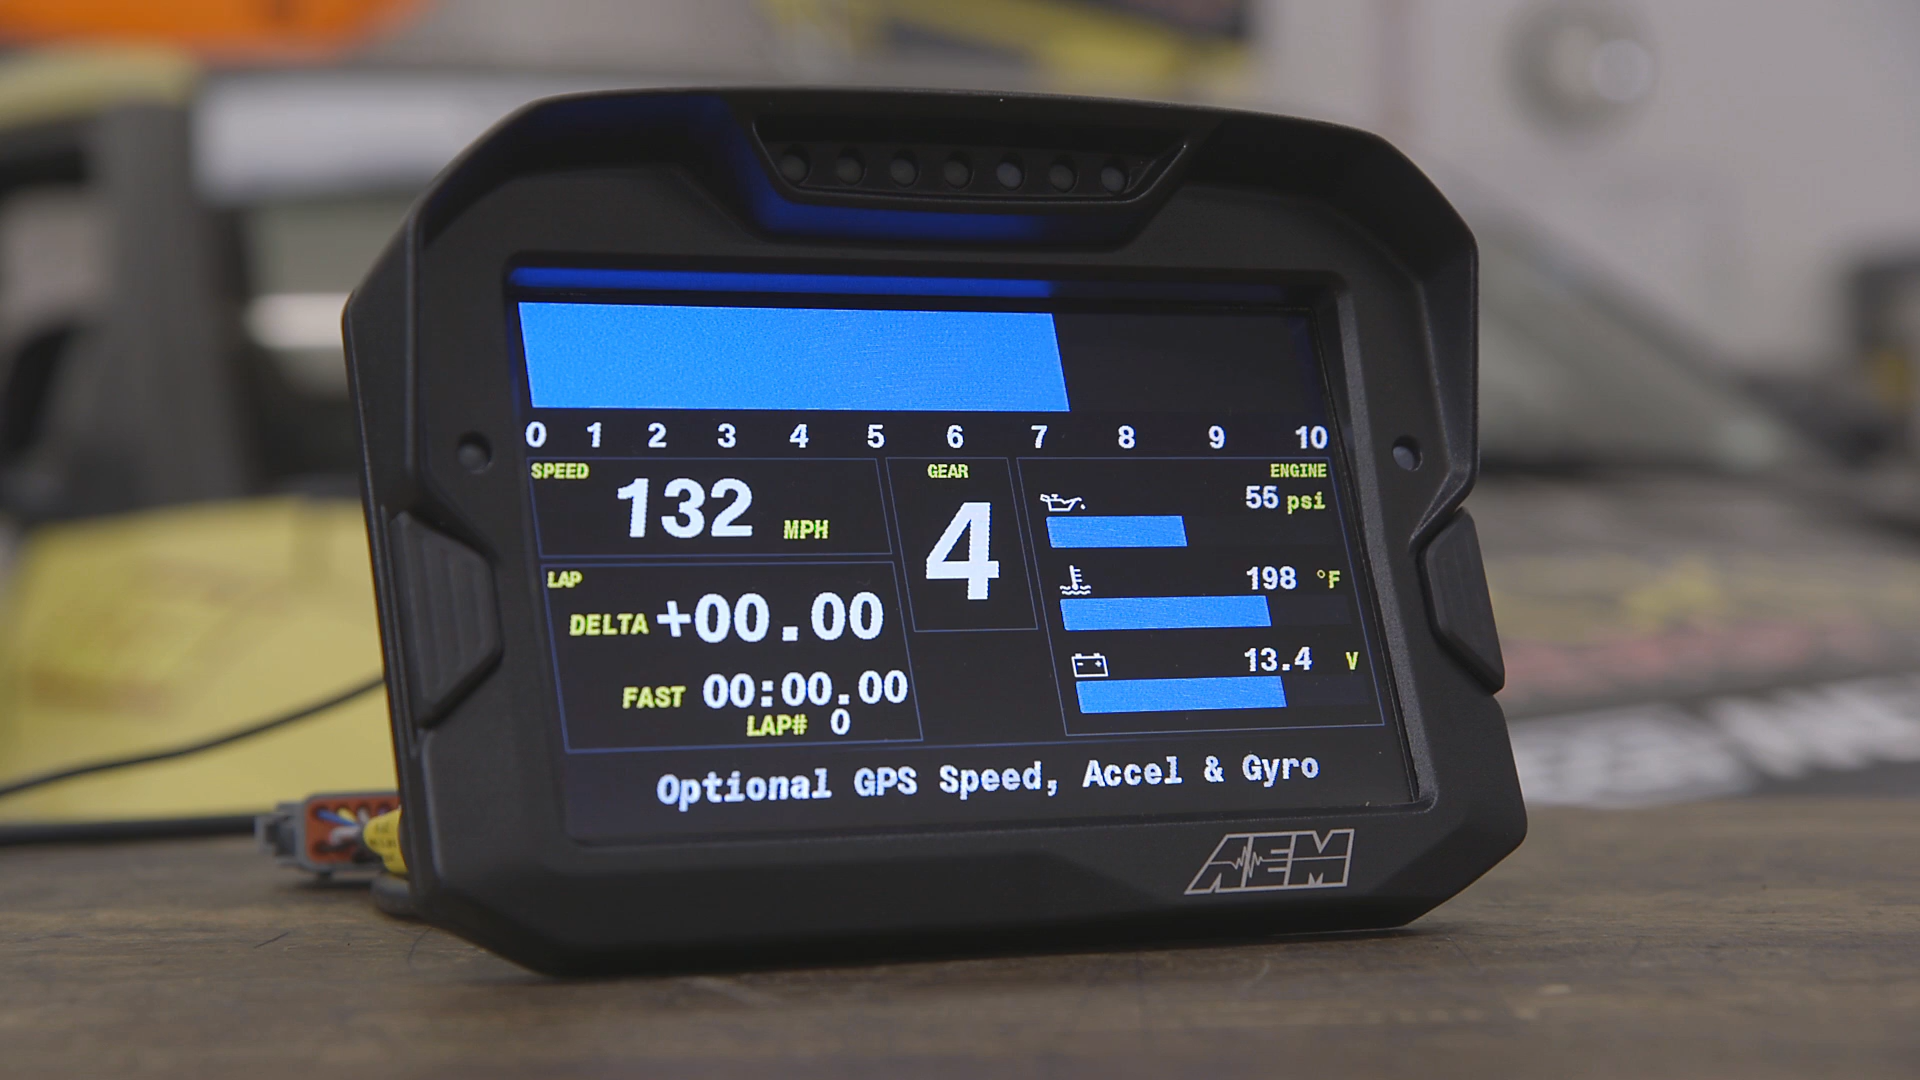 0 1 2 3 4 5 6 7 8 9 10
SPEED
132 MPH
GEAR
4
ENGINE
55 psi
198 °F
13.4 V
LAP
DELTA +00.00
FAST 00:00.00
LAP# 0
Optional GPS Speed, Accel & Gyro
AEM